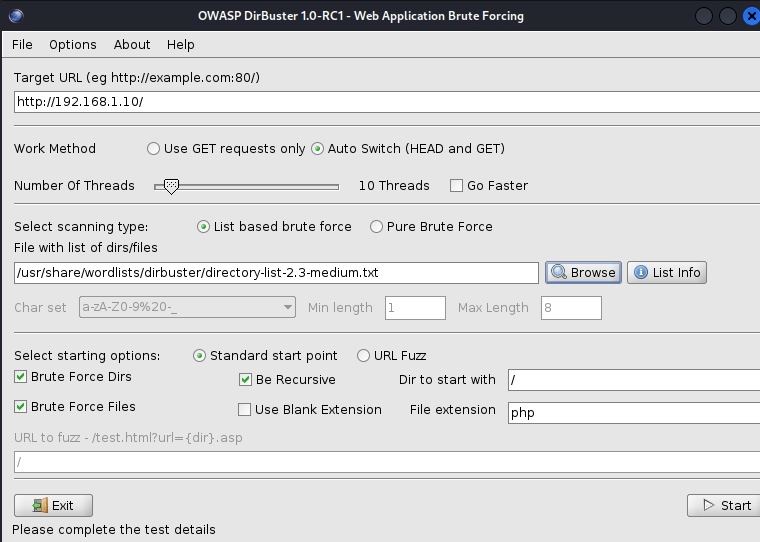 OWASP DirBuster 1.0-RC1 - Web Application Brute Forcing
File Options About Help
Target URL (eg http://example.com:80/)
http://192.168.1.10/
Work Method Use GET requests only Auto Switch (HEAD and GET)
Number Of Threads 10 Threads Go Faster
Select scanning type: List based brute force Pure Brute Force
File with list of dirs/files
/usr/share/wordlists/dirbuster/directory-list-2.3-medium.txt Browse List Info
Char set a-zA-Z0-9%20-_ Min length 1 Max Length 8
Select starting options: Standard start point URL Fuzz
Brute Force Dirs Be Recursive Dir to start with /
Brute Force Files Use Blank Extension File extension php
URL to fuzz - /test.html?url={dir}.asp
/
Exit Start
Please complete the test details